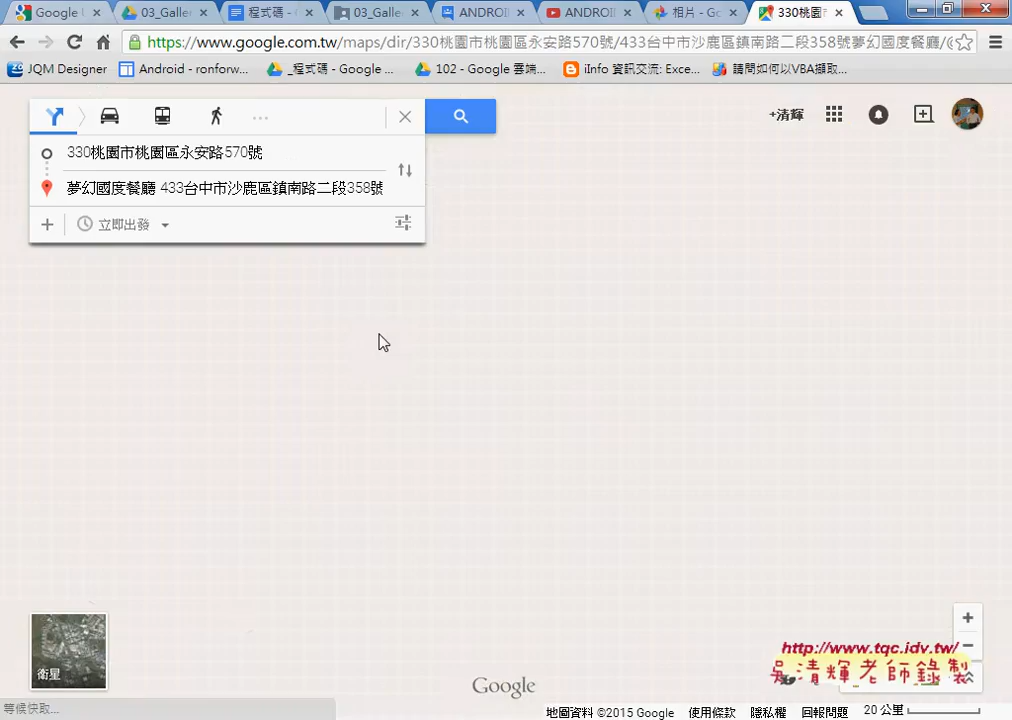 Google U
03_Galle
程式碼 -
03_Galle
ANDROI
ANDROI
相片 - Go
330桃園市
https://www.google.com.tw/maps/dir/330桃園市桃園區永安路570號/433台中市沙鹿區鎮南路二段358號夢幻國度餐廳/@
JQM Designer
Android - ronforw...
_程式碼 - Google ...
102 - Google 雲端...
iInfo 資訊交流: Exce...
請問如何以VBA擷取...
+清輝
330桃園市桃園區永安路570號
夢幻國度餐廳 433台中市沙鹿區鎮南路二段358號
立即出發
http://www.tqc.idv.tw/
吳清輝老師錄製
衛星
Google
等候快取...
地圖資料 ©2015 Google 使用條款 隱私權 回報問題 20 公里